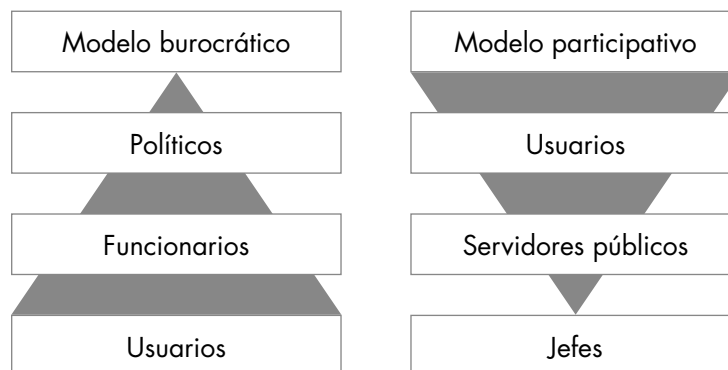 Modelo burocrático
Políticos
Funcionarios
Usuarios
Modelo participativo
Usuarios
Servidores públicos
Jefes